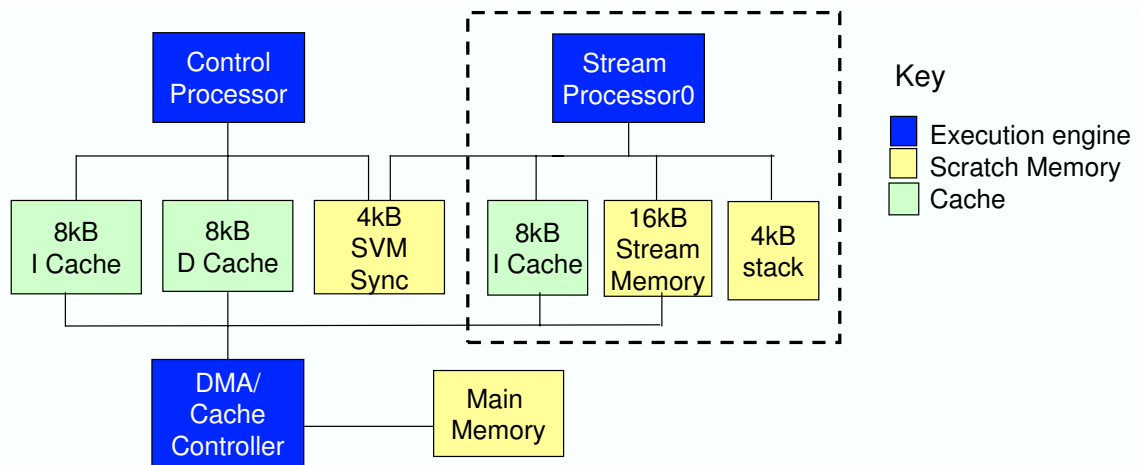 Control
Processor
Stream
Processor0
Key
Execution engine
Scratch Memory
Cache
8kB
I Cache
8kB
D Cache
4kB
SVM
Sync
8kB
I Cache
16kB
Stream
Memory
4kB
stack
DMA/
Cache
Controller
Main
Memory